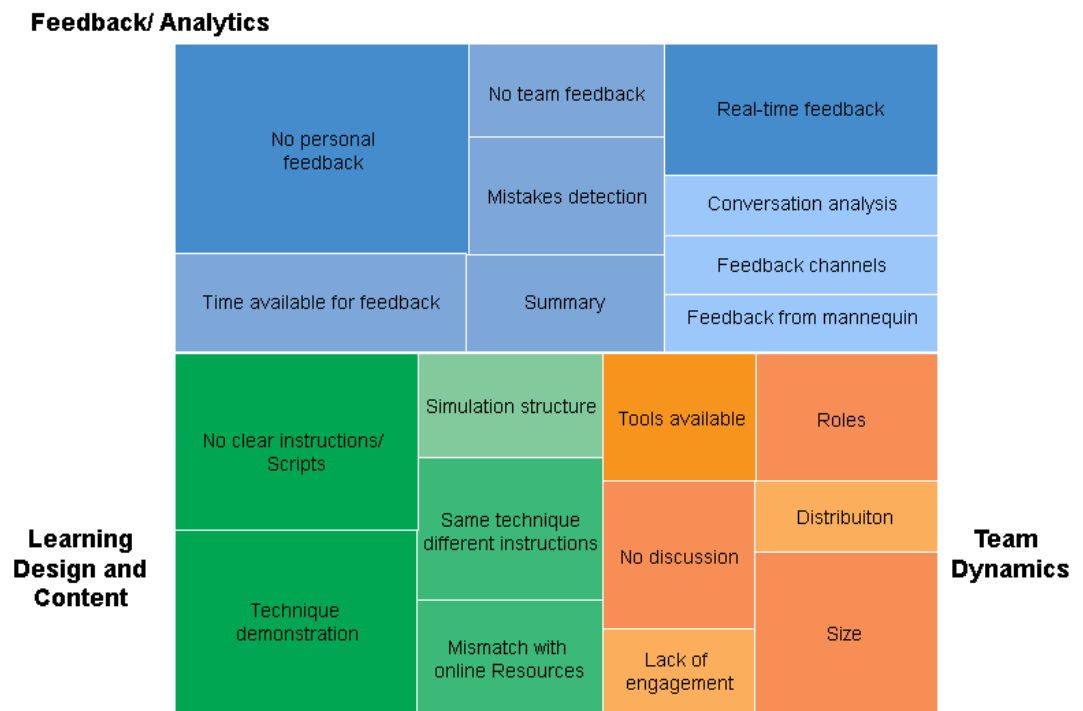 Feedback/ Analytics
No personal
feedback
No team feedback
Real-time feedback
Mistakes detection
Conversation analysis
Feedback channels
Time available for feedback
Summary
Feedback from mannequin
No clear instructions/
Scripts
Simulation structure
Tools available
Roles
Same technique
different instructions
No discussion
Distribuiton
Learning
Design and
Content
Team
Dynamics
Technique
demonstration
Mismatch with
online Resources
Lack of
engagement
Size